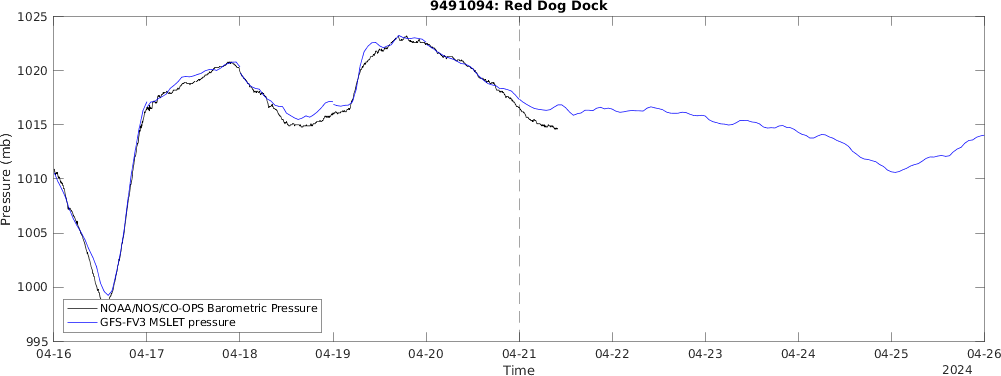 9491094: Red Dog Dock
1025
1020
1015
1010
1005
1000
995
Pressure (mb)
NOAA/NOS/CO-OPS Barometric Pressure
GFS-FV3 MSLET pressure
04-16 04-17 04-18 04-19 04-20 04-21 04-22 04-23 04-24 04-25 04-26
Time
2024